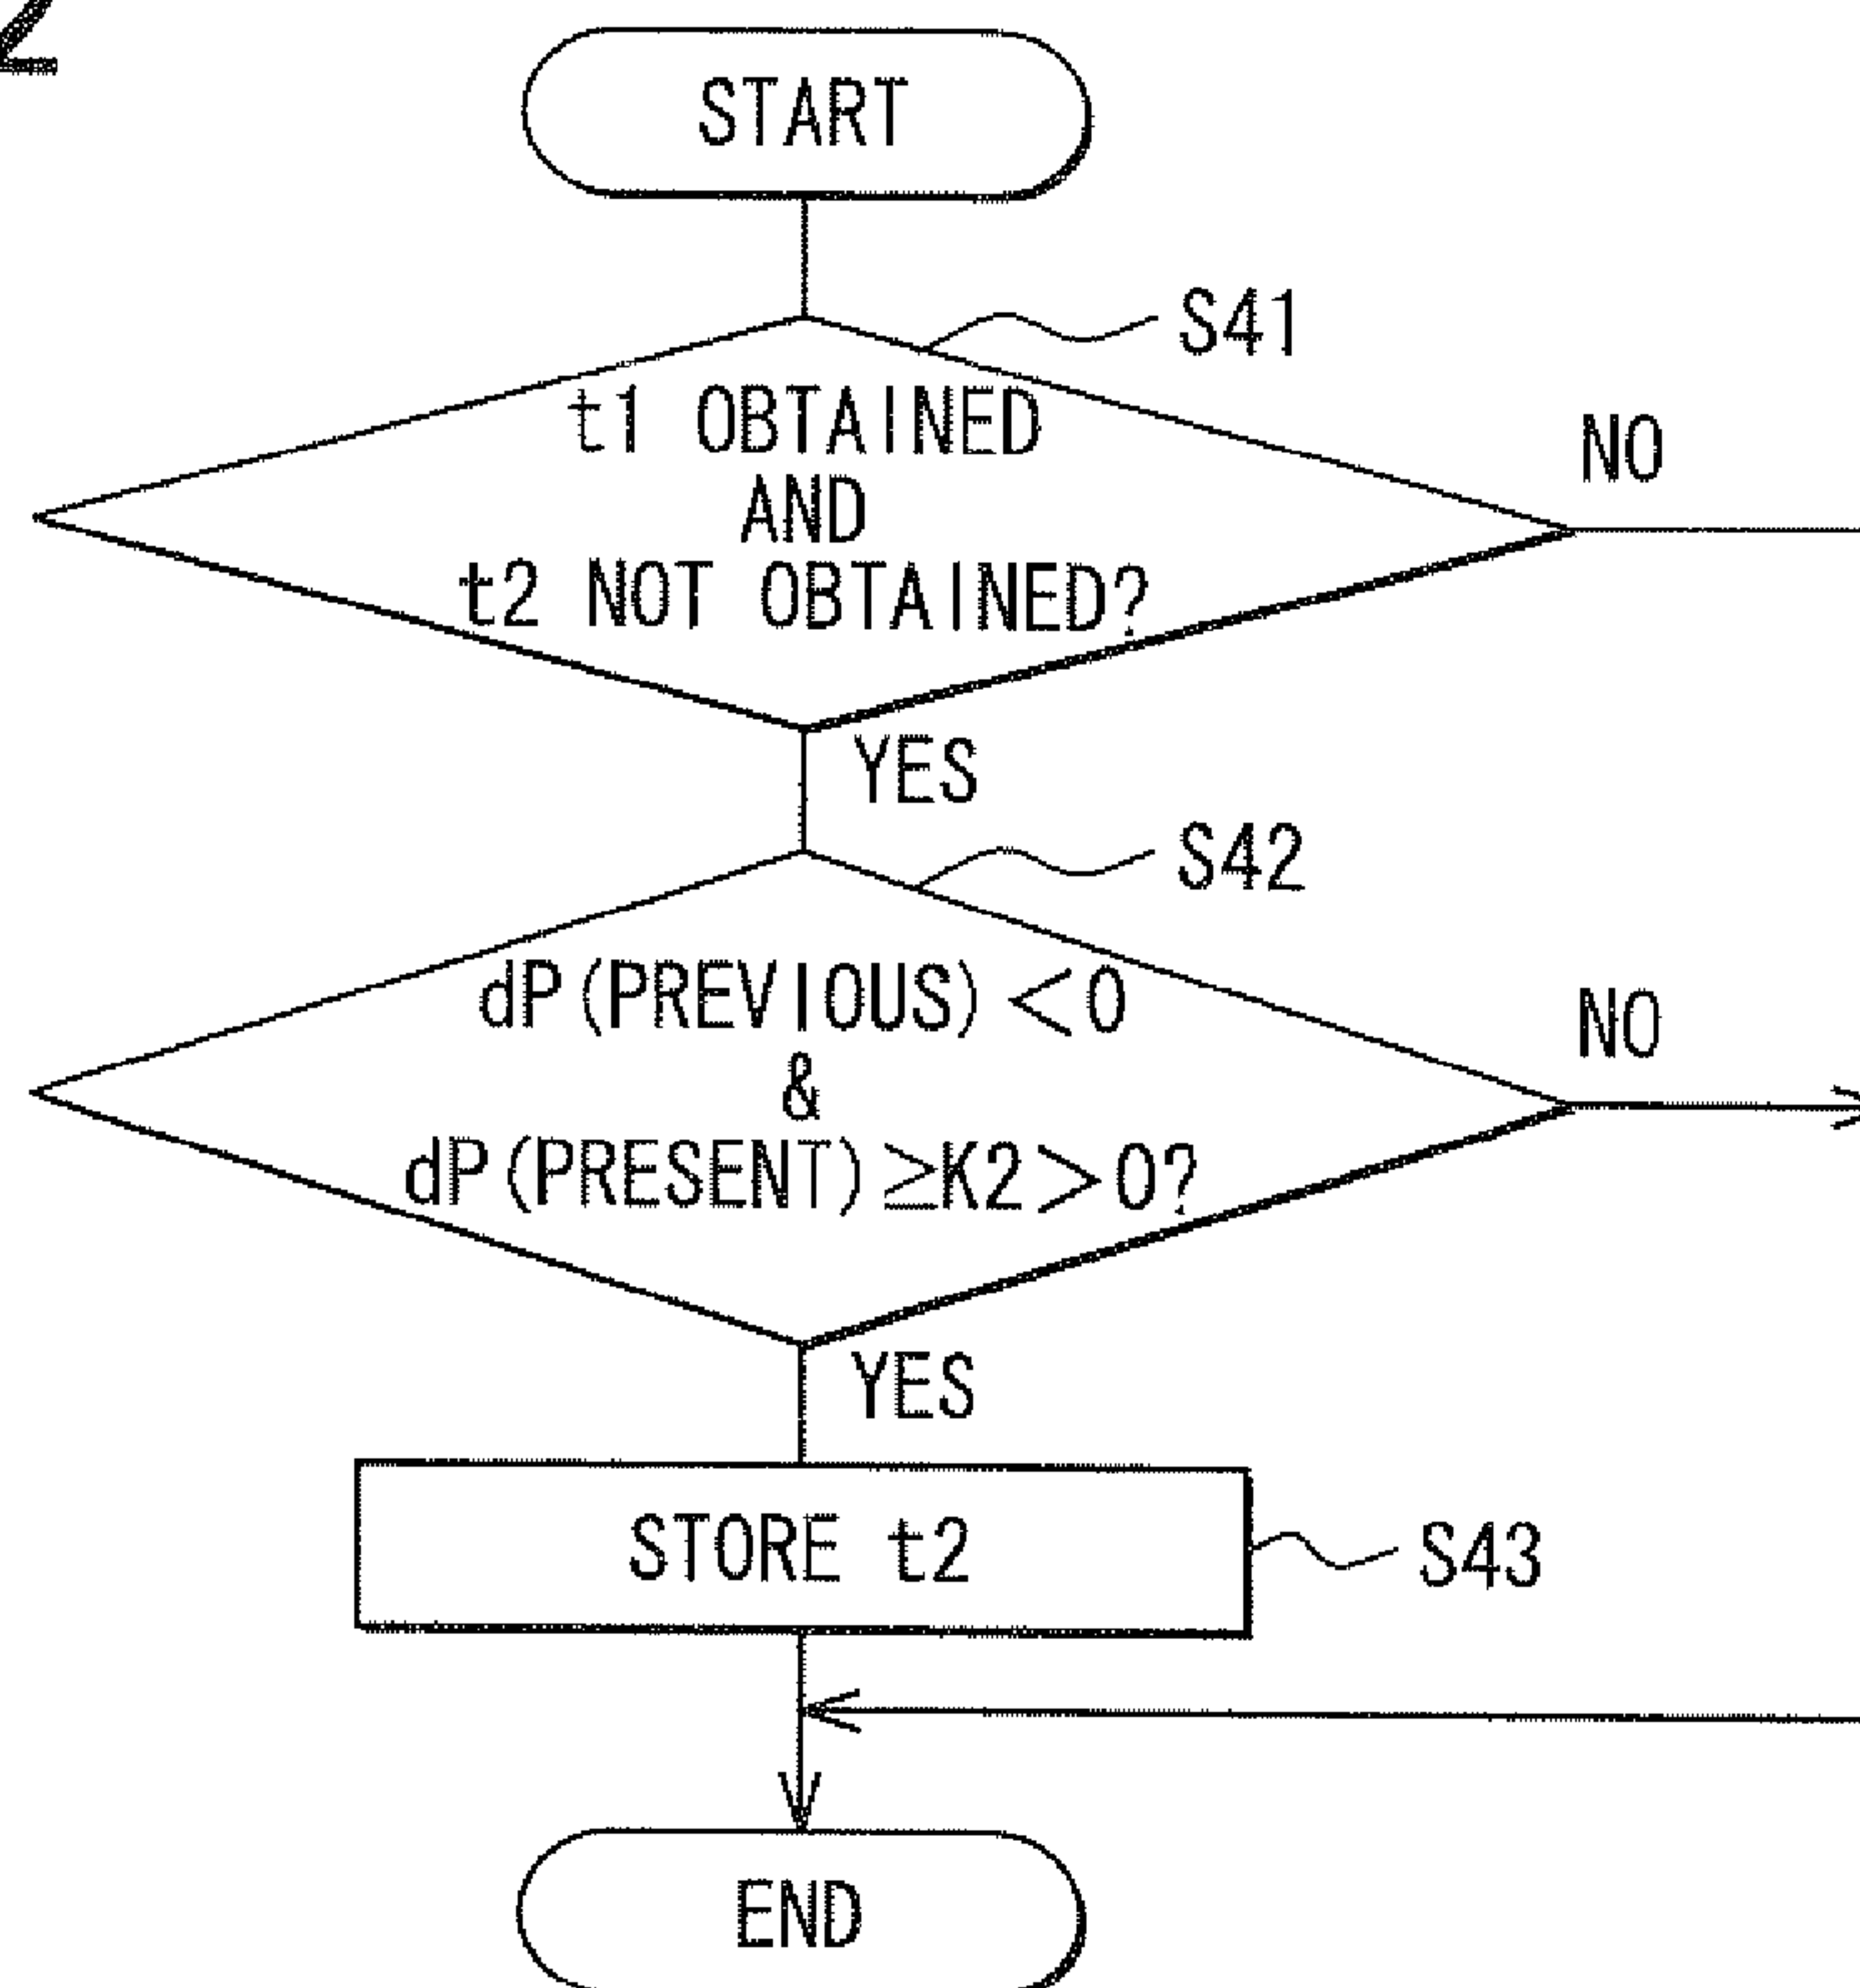 2
START
S41
t1 OBTAINED
NO
AND
t2 NOT OBTAINED?
YES
S42
dP(PREVIOUS)<0
NO
&
dP(PRESENT)≥K2>0?
YES
STORE t2
S43
END